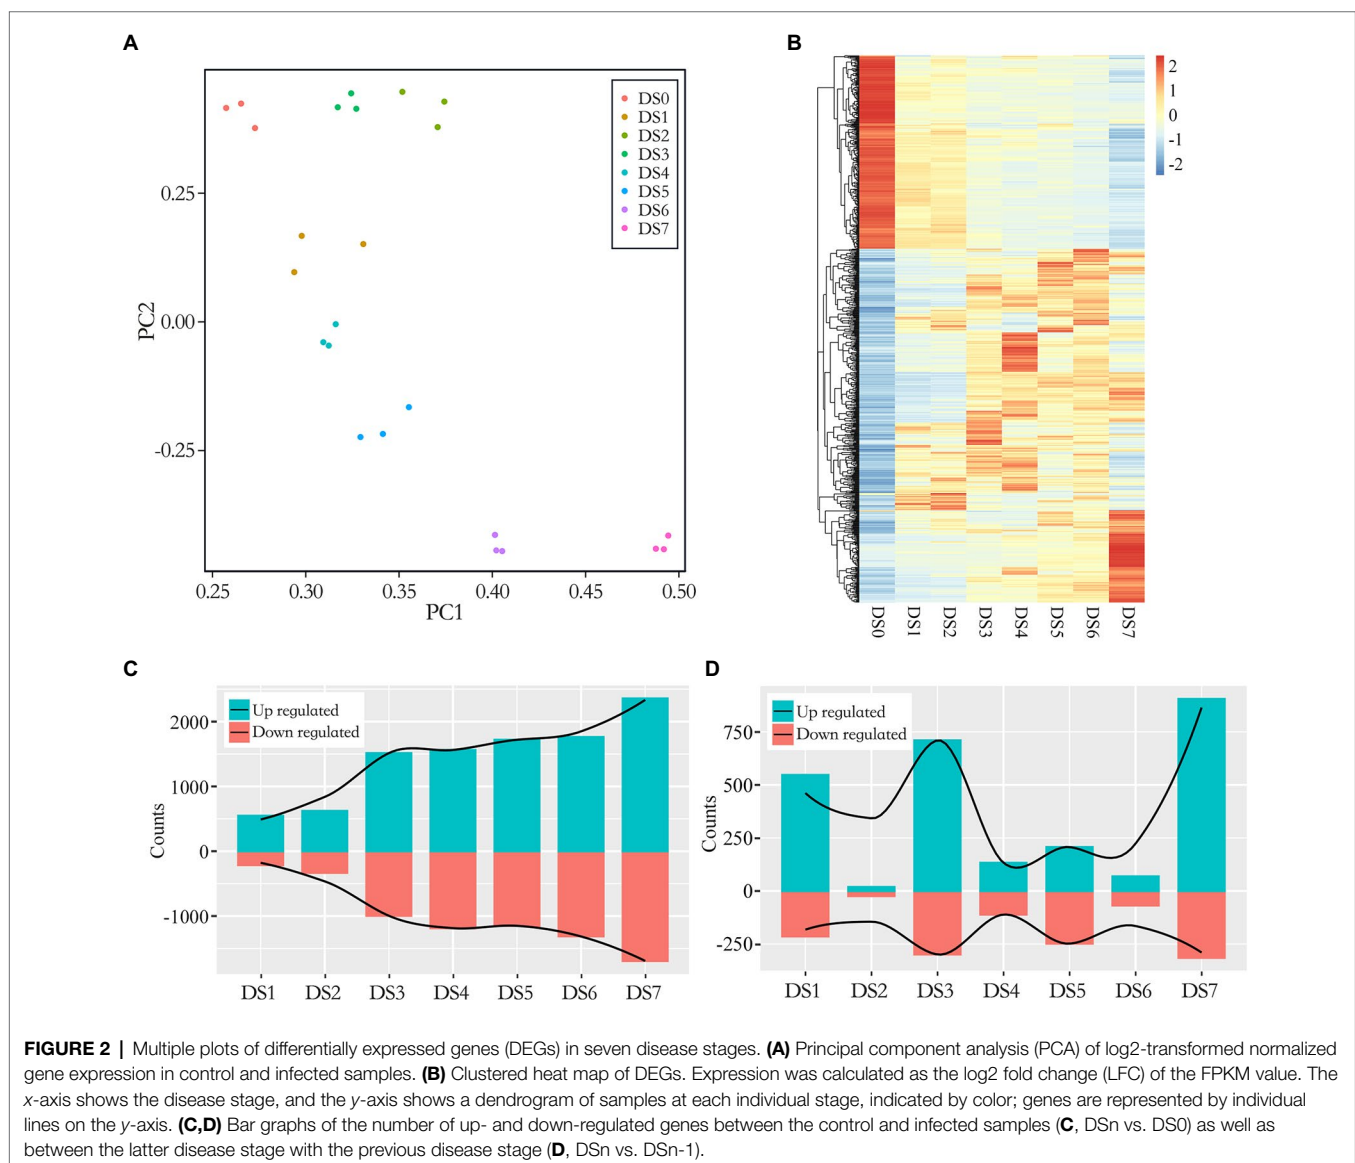 A
DS0
DS1
DS2
DS3
DS4
DS5
DS6
DS7
0.25
0.00
-0.25
PC2
0.25
0.30
0.35
0.40
0.45
0.50
PC1
B
2
1
0
-1
-2
DS0
DS1
DS2
DS3
DS4
DS5
DS6
DS7
C
Up regulated
Down regulated
2000
1000
0
-1000
Counts
DS1
DS2
DS3
DS4
DS5
DS6
DS7
D
Up regulated
Down regulated
750
500
250
0
-250
Counts
DS1
DS2
DS3
DS4
DS5
DS6
DS7
FIGURE 2 | Multiple plots of differentially expressed genes (DEGs) in seven disease stages. (A) Principal component analysis (PCA) of log2-transformed normalized
gene expression in control and infected samples. (B) Clustered heat map of DEGs. Expression was calculated as the log2 fold change (LFC) of the FPKM value. The
x-axis shows the disease stage, and the y-axis shows a dendrogram of samples at each individual stage, indicated by color; genes are represented by individual
lines on the y-axis. (C,D) Bar graphs of the number of up- and down-regulated genes between the control and infected samples (C, DSn vs. DS0) as well as
between the latter disease stage with the previous disease stage (D, DSn vs. DSn-1).